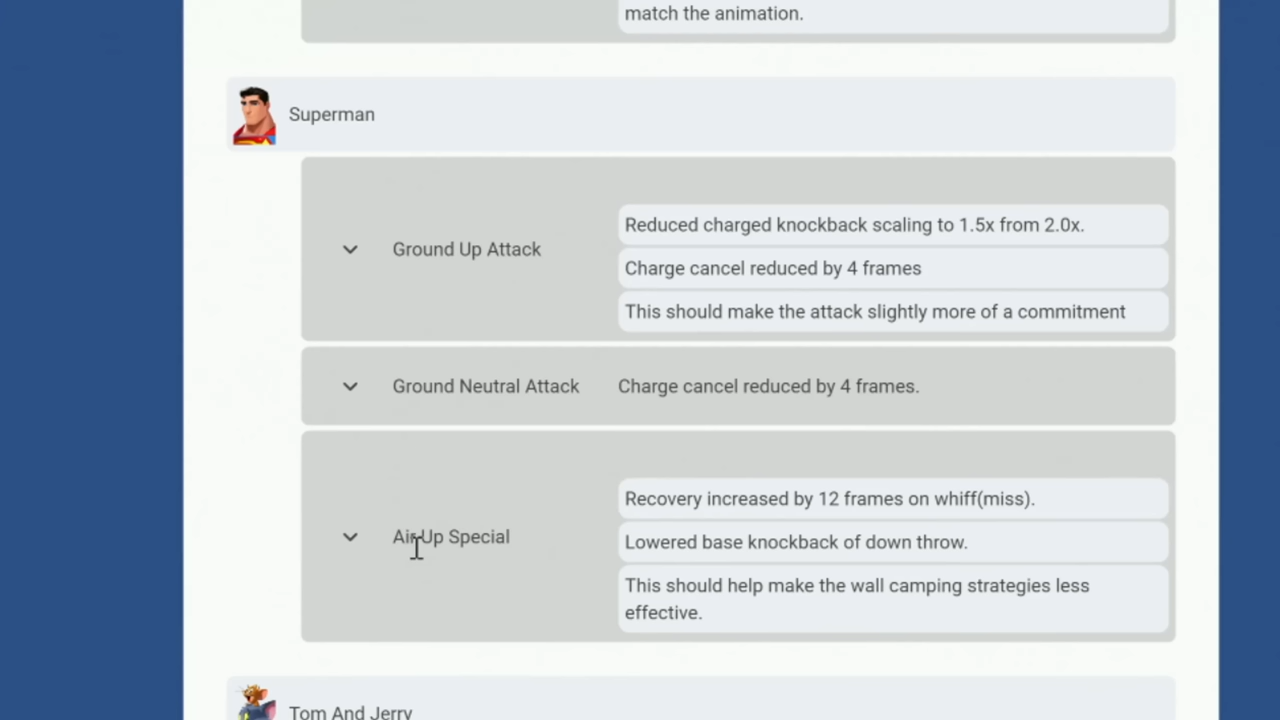 match the animation.
Superman
Ground Up Attack
Reduced charged knockback scaling to 1.5x from 2.0x.
Charge cancel reduced by 4 frames
This should make the attack slightly more of a commitment
Ground Neutral Attack
Charge cancel reduced by 4 frames.
Air Up Special
Recovery increased by 12 frames on whiff(miss).
Lowered base knockback of down throw.
This should help make the wall camping strategies less
effective.
Tom And Jerry